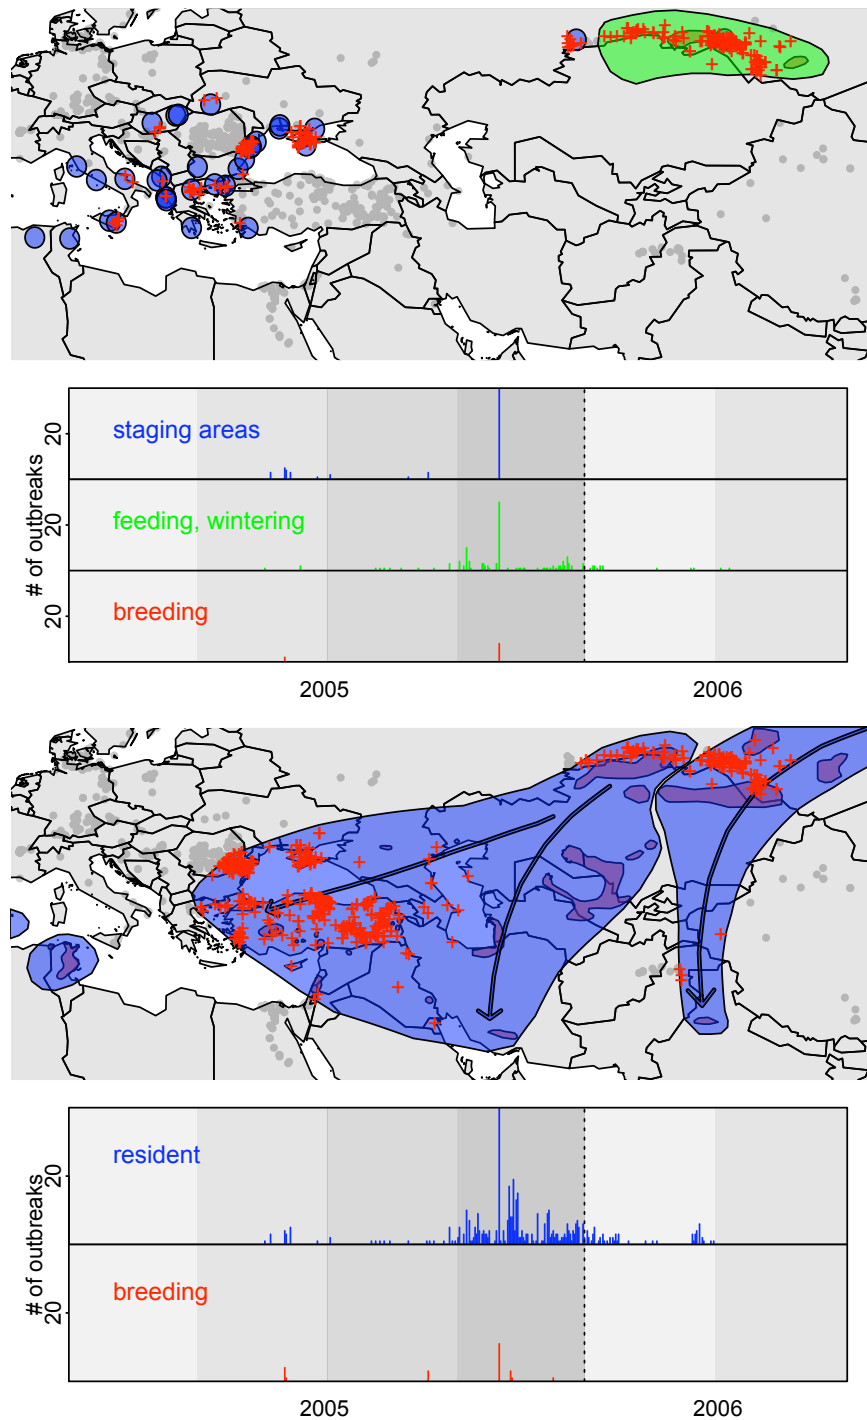 staging areas
20
feeding, wintering
20
# of outbreaks
breeding
20
2005
2006
resident
20
# of outbreaks
breeding
20
2005
2006